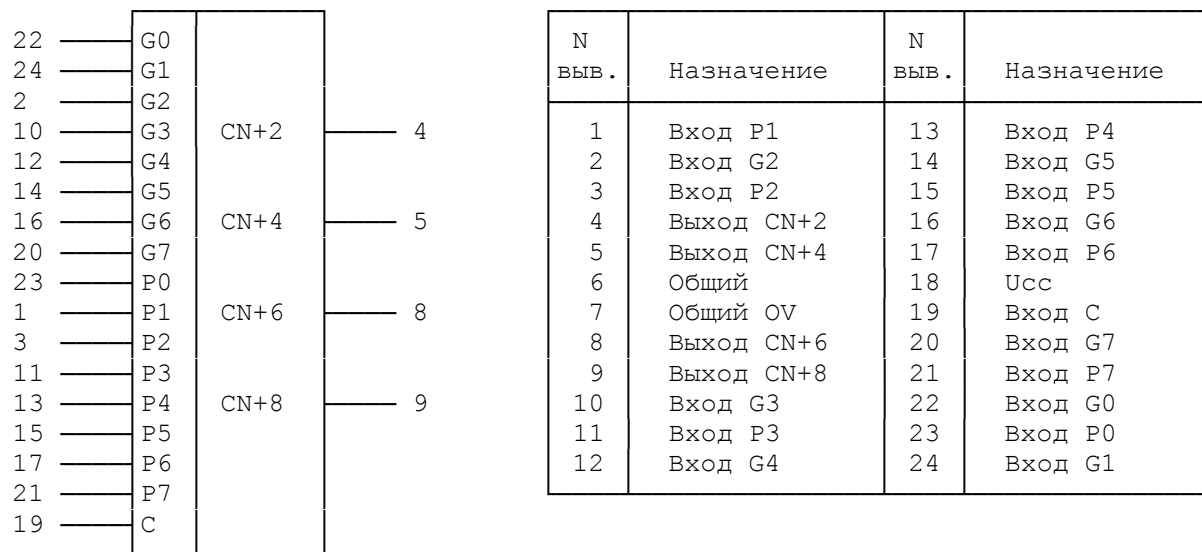 22 G0
24 G1
2 G2
10 G3 CN+2 4
12 G4
14 G5
16 G6 CN+4 5
20 G7
23 P0
1 P1 CN+6 8
3 P2
11 P3
13 P4 CN+8 9
15 P5
17 P6
21 P7
19 C
N N
выв. Назначение выв. Назначение
1 Вход P1 13 Вход P4
2 Вход G2 14 Вход G5
3 Вход P2 15 Вход P5
4 Выход CN+2 16 Вход G6
5 Выход CN+4 17 Вход P6
6 Общий 18 Ucc
7 Общий OV 19 Вход C
8 Выход CN+6 20 Вход G7
9 Выход CN+8 21 Вход P7
10 Вход G3 22 Вход G0
11 Вход P3 23 Вход P0
12 Вход G4 24 Вход G1